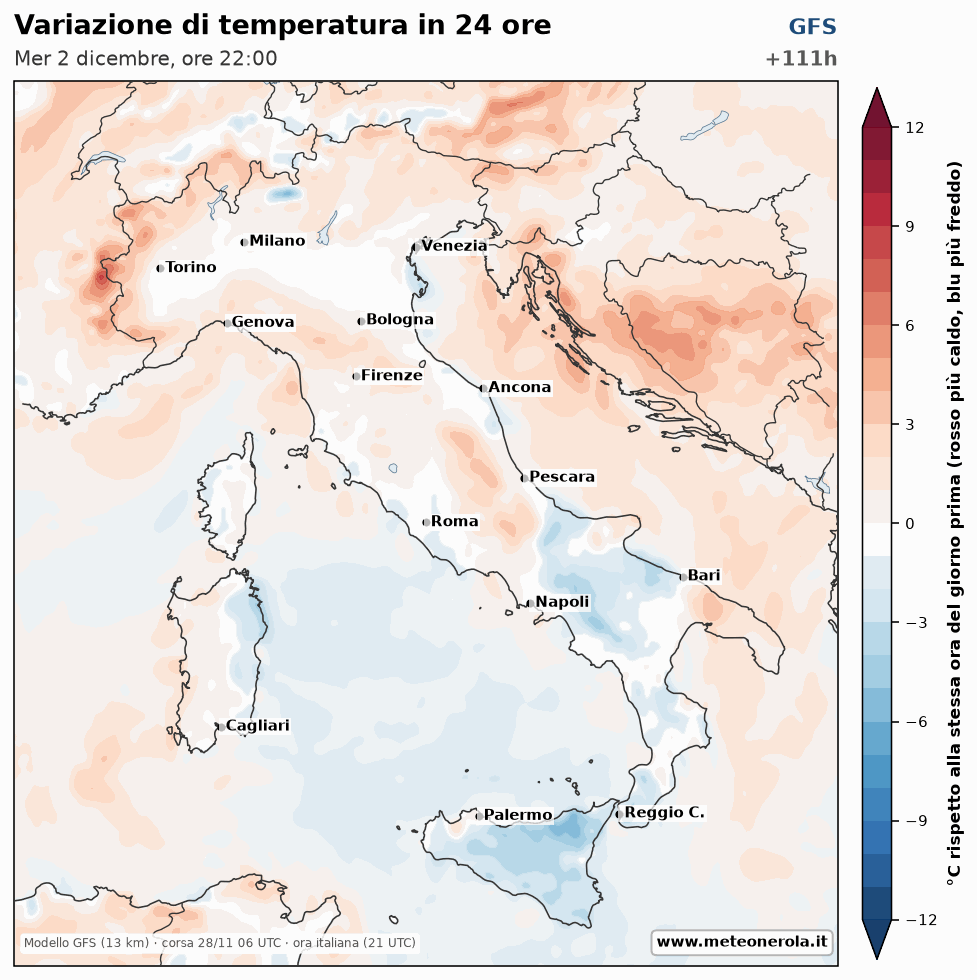 Variazione di temperatura in 24 ore
GFS
Mer 2 dicembre, ore 22:00
+111h
Milano
Venezia
Torino
Genova
Bologna
Firenze
Ancona
Pescara
Roma
Bari
Napoli
Cagliari
Palermo
Reggio C.
12
9
6
3
0
−3
−6
−9
−12
°C rispetto alla stessa ora del giorno prima (rosso più caldo, blu più freddo)
Modello GFS (13 km) · corsa 28/11 06 UTC · ora italiana (21 UTC)
www.meteonerola.it